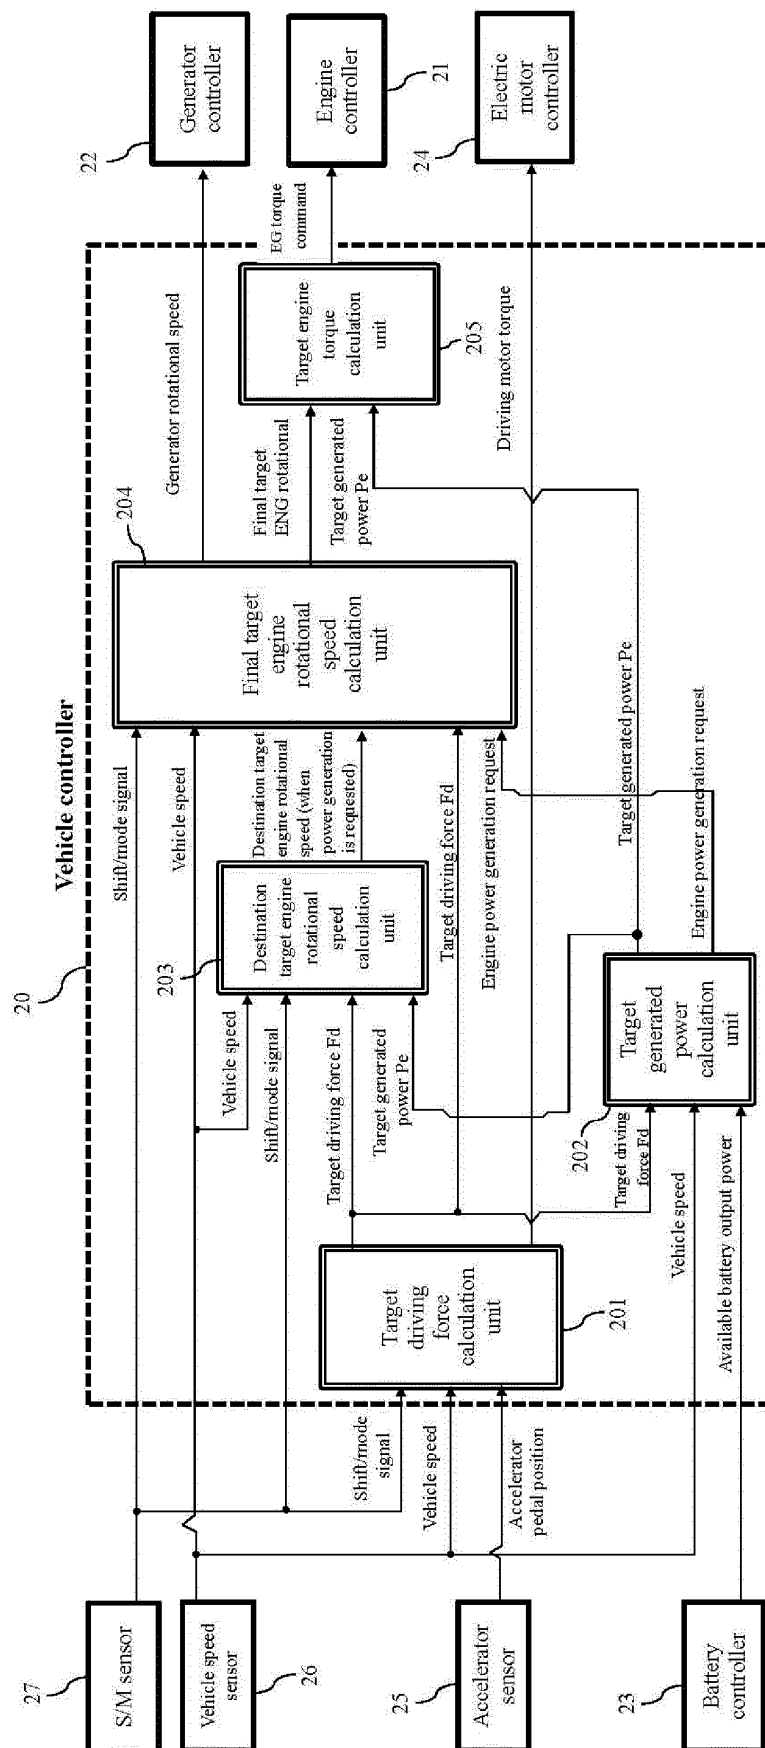 Vehicle controller
20
27
S/M sensor
26
Vehicle speed
sensor
25
Accelerator
sensor
23
Battery
controller
Shift/mode
signal
Vehicle speed
Accelerator
pedal position
Target
driving
force
calculation
unit
201
Shift/mode signal
Vehicle speed
Vehicle speed
Shift/mode signal
Target driving force Fd
Target generated
power Pe
203
Destination
target engine
rotational
speed
calculation
unit
Target driving
force Fd
Vehicle speed
Available battery output power
202
Target
generated
power
calculation
unit
Destination target
engine rotational
speed (when
power generation
is requested)
Target driving force Fd
Engine power generation request
Target generated power Pe
Engine power generation request
204
Final target
engine
rotational
speed
calculation
unit
Generator rotational speed
Final target
ENG rotational
Target generated
power Pe
Target engine
torque
calculation
unit
205
Driving motor torque
EG torque
command
22
Generator
controller
21
Engine
controller
24
Electric
motor
controller